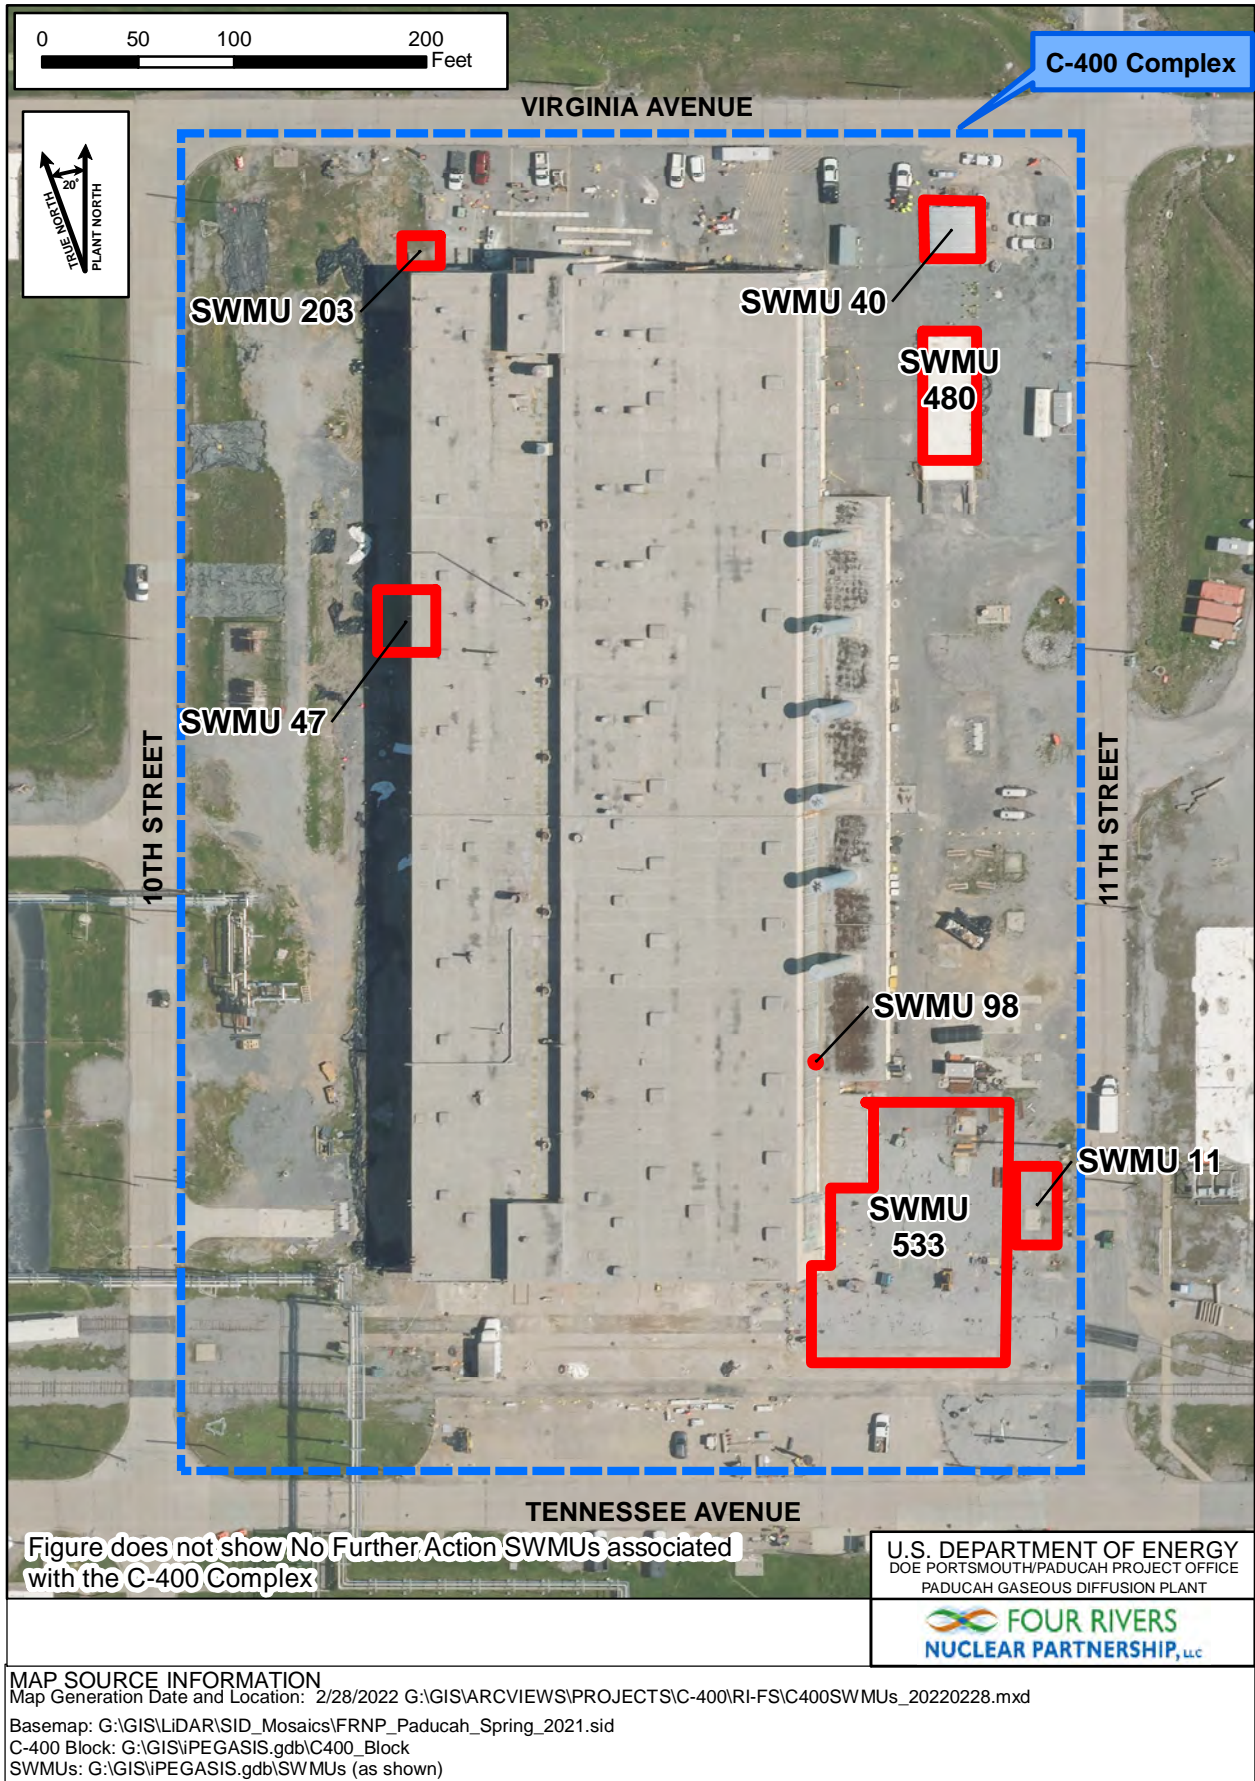 0 50 100 200
Feet
C-400 Complex
VIRGINIA AVENUE
20°
TRUE NORTH
PLANT NORTH
SWMU 203
SWMU 40
SWMU
480
SWMU 47
10TH STREET
11TH STREET
SWMU 98
SWMU 11
SWMU
533
TENNESSEE AVENUE
Figure does not show No Further Action SWMUs associated
with the C-400 Complex
U.S. DEPARTMENT OF ENERGY
DOE PORTSMOUTH/PADUCAH PROJECT OFFICE
PADUCAH GASEOUS DIFFUSION PLANT
FOUR RIVERS
NUCLEAR PARTNERSHIP, LLC
MAP SOURCE INFORMATION
Map Generation Date and Location: 2/28/2022 G:\GIS\ARCVIEWS\PROJECTS\C-400\RI-FS\C400SWMUs_20220228.mxd
Basemap: G:\GIS\LiDAR\SID_Mosaics\FRNP_Paducah_Spring_2021.sid
C-400 Block: G:\GIS\iPEGASIS.gdb\C400_Block
SWMUs: G:\GIS\iPEGASIS.gdb\SWMUs (as shown)